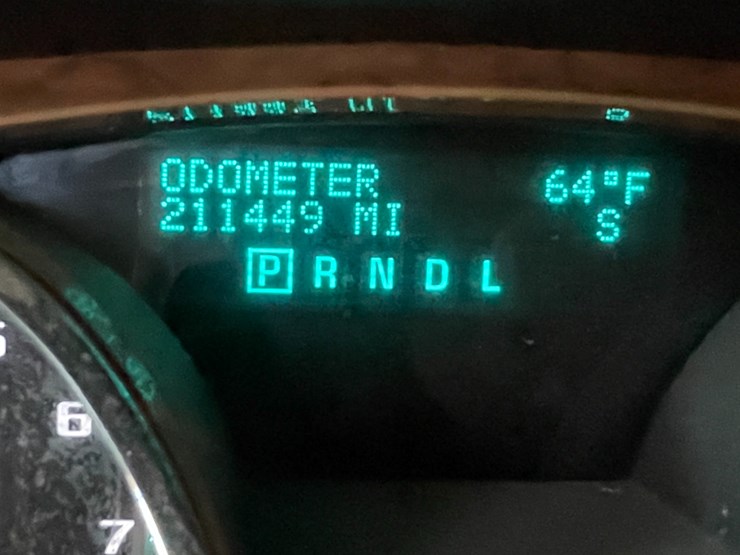 ODOMETER 64°F
211449 MI S
P R N D L
6
7